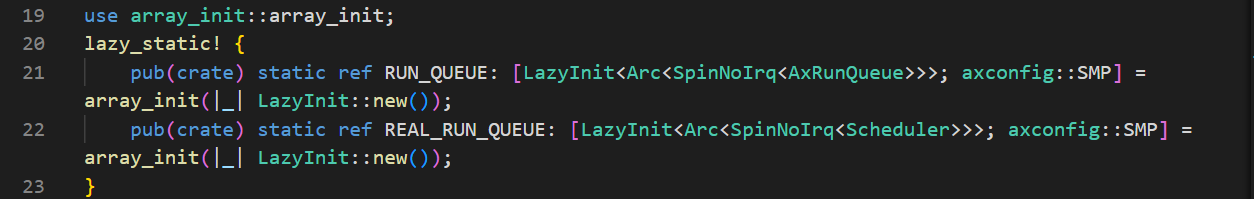 19 use array_init::array_init;
20 lazy_static! {
21 pub(crate) static ref RUN_QUEUE: [LazyInit<Arc<SpinNoIrq<AxRunQueue>>>; axconfig::SMP] =
array_init(|_| LazyInit::new());
22 pub(crate) static ref REAL_RUN_QUEUE: [LazyInit<Arc<SpinNoIrq<Scheduler>>>; axconfig::SMP] =
array_init(|_| LazyInit::new());
23 }